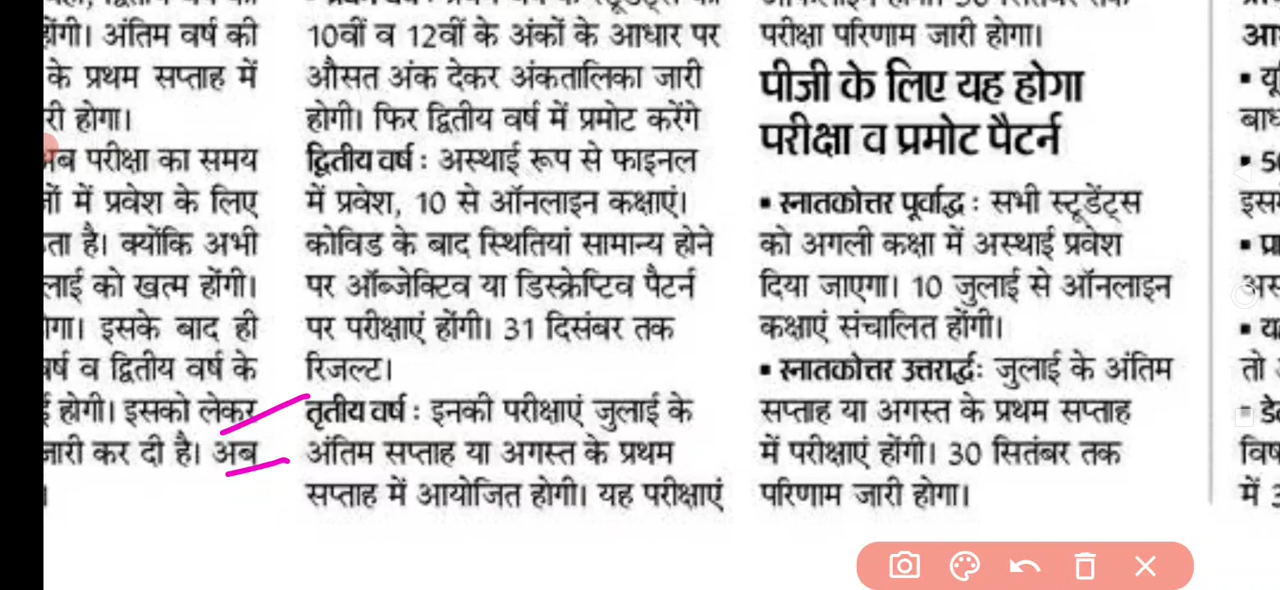 होंगी। अंतिम वर्ष की
के प्रथम सप्ताह में
री होगा।
अब परीक्षा का समय
में प्रवेश के लिए
ता है। क्योंकि अभी
लाई को खत्म होंगी।
इसके बाद ही
व द्वितीय वर्ष के
होगी। इसको लेकर
जारी कर दी है। अब
10वीं व 12वीं के अंकों के आधार पर
औसत अंक देकर अंकतालिका जारी
होगी। फिर द्वितीय वर्ष में प्रमोट करेंगे
द्वितीय वर्ष : अस्थाई रूप से फाइनल
में प्रवेश, 10 से ऑनलाइन कक्षाएं।
कोविड के बाद स्थितियां सामान्य होने
पर ऑब्जेक्टिव या डिस्क्रेप्टिव पैटर्न
पर परीक्षाएं होंगी। 31 दिसंबर तक
रिजल्ट।
तृतीय वर्ष : इनकी परीक्षाएं जुलाई के
अंतिम सप्ताह या अगस्त के प्रथम
सप्ताह में आयोजित होगी। यह परीक्षाएं
परीक्षा परिणाम जारी होगा।
पीजी के लिए यह होगा
परीक्षा व प्रमोट पैटर्न
▪ स्नातकोत्तर पूर्वाद्ध : सभी स्टूडेंट्स
को अगली कक्षा में अस्थाई प्रवेश
दिया जाएगा। 10 जुलाई से ऑनलाइन
कक्षाएं संचालित होंगी।
▪ स्नातकोत्तर उत्तरार्द्ध: जुलाई के अंतिम
सप्ताह या अगस्त के प्रथम सप्ताह
में परीक्षाएं होंगी। 30 सितंबर तक
परिणाम जारी होगा।
तो
में